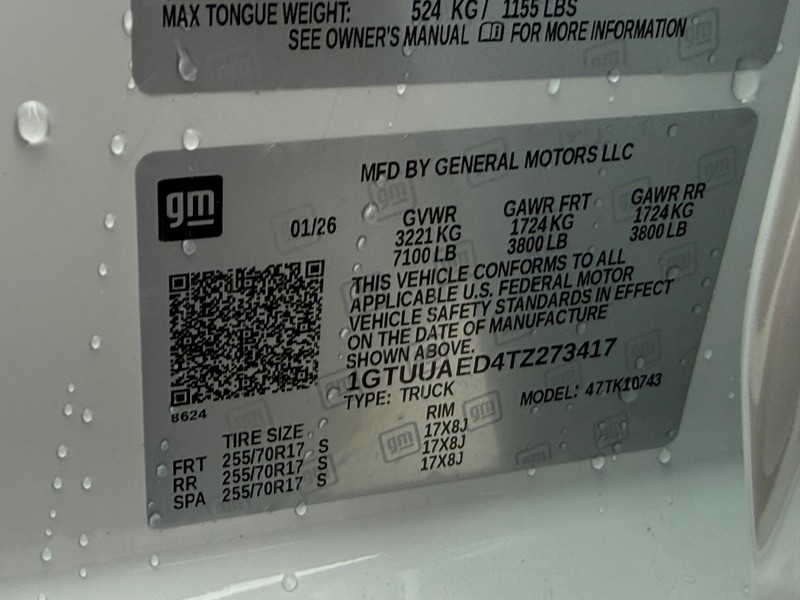 MAX TONGUE WEIGHT: 524 KG / 1155 LBS
SEE OWNER'S MANUAL FOR MORE INFORMATION
gm
MFD BY GENERAL MOTORS LLC
01/26
GVWR GAWR FRT GAWR RR
3221 KG 1724 KG 1724 KG
7100 LB 3800 LB 3800 LB
THIS VEHICLE CONFORMS TO ALL
APPLICABLE U.S. FEDERAL MOTOR
VEHICLE SAFETY STANDARDS IN EFFECT
ON THE DATE OF MANUFACTURE
SHOWN ABOVE.
1GTUUAED4TZ273417
TYPE: TRUCK MODEL: 47TK10743
8624
TIRE SIZE RIM
FRT 255/70R17 S 17X8J
RR 255/70R17 S 17X8J
SPA 255/70R17 S 17X8J